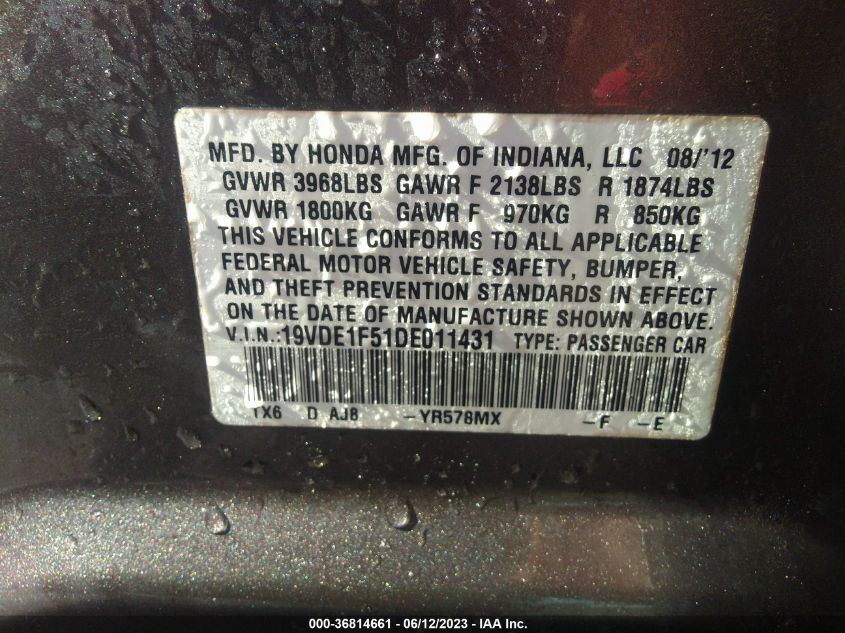 MFD. BY HONDA MFG. OF INDIANA, LLC 08/'12
GVWR 3968LBS GAWR F 2138LBS R 1874LBS
GVWR 1800KG GAWR F 970KG R 850KG
THIS VEHICLE CONFORMS TO ALL APPLICABLE
FEDERAL MOTOR VEHICLE SAFETY, BUMPER,
AND THEFT PREVENTION STANDARDS IN EFFECT
ON THE DATE OF MANUFACTURE SHOWN ABOVE.
V.I.N.:19VDE1F51DE011431 TYPE: PASSENGER CAR
TX6 D AJ8 -YR578MX -F -E
000-36814661 - 06/12/2023 - IAA Inc.